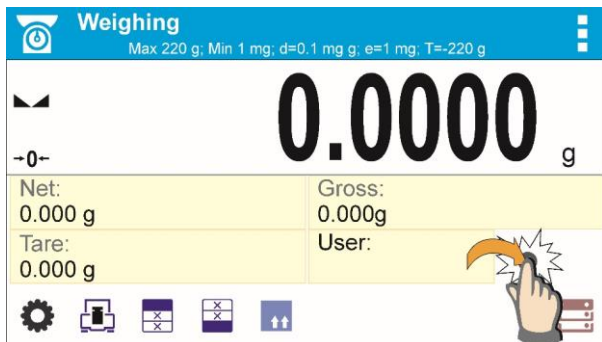 Weighing
Max 220 g; Min 1 mg; d=0.1 mg g; e=1 mg; T=-220 g
0.0000 g
→0←
Net:
0.000 g
Gross:
0.000g
Tare:
0.000 g
User: